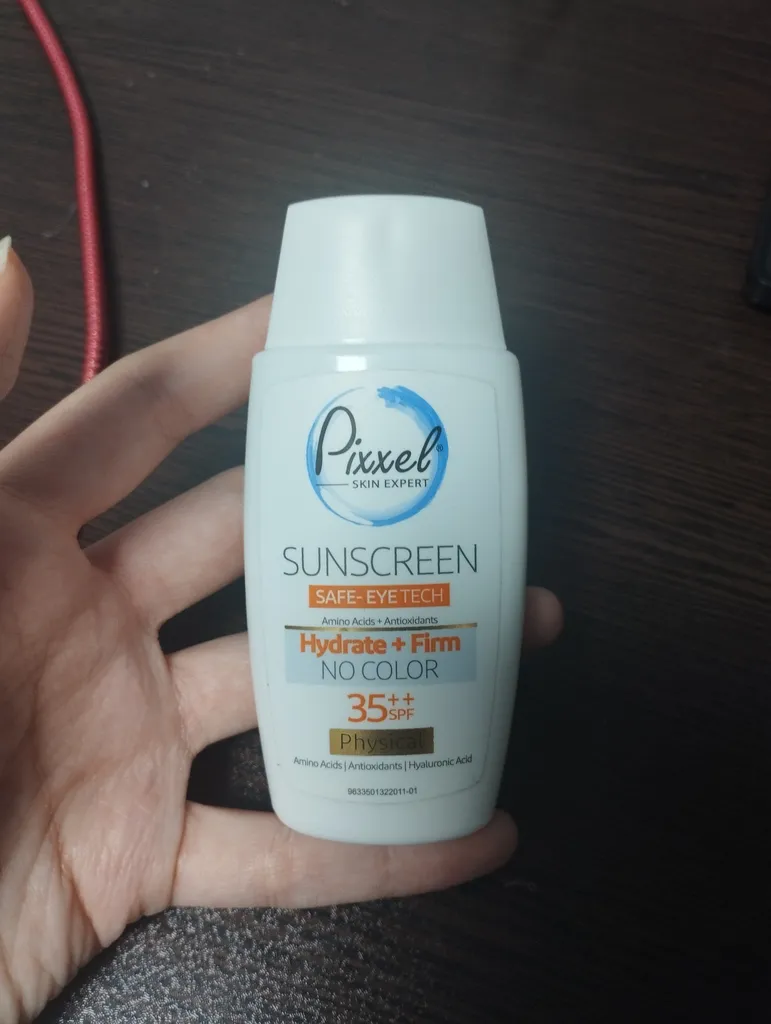 Pixxel®
SKIN EXPERT
SUNSCREEN
SAFE- EYE TECH
Amino Acids + Antioxidants
Hydrate + Firm
NO COLOR
35++
SPF
Physical
Amino Acids | Antioxidants | Hyaluronic Acid
9633501322011-01